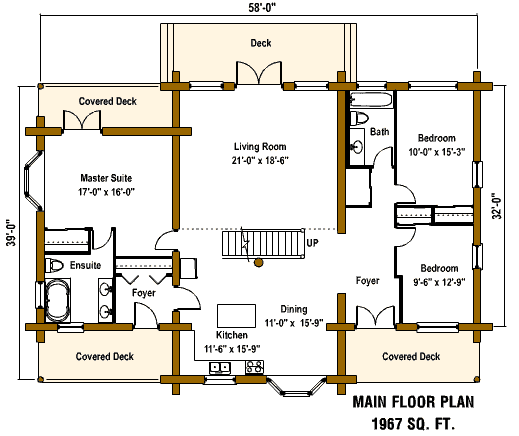 58'-0"
Deck
Covered Deck
Living Room
21'-0" x 18'-6"
Bath
Bedroom
10'-0" x 15'-3"
Master Suite
17'-0" x 16'-0"
39'-0"
32'-0"
UP
Ensuite
Foyer
Foyer
Bedroom
9'-6" x 12'-9"
Dining
11'-0" x 15'-9"
Kitchen
11'-6" x 15'-9"
Covered Deck
Covered Deck
MAIN FLOOR PLAN
1967 SQ. FT.